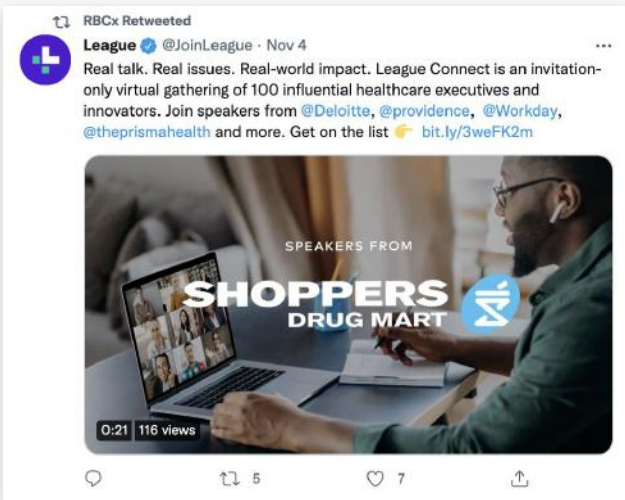 RBCx Retweeted
League @JoinLeague · Nov 4
Real talk. Real issues. Real-world impact. League Connect is an invitation-
only virtual gathering of 100 influential healthcare executives and
innovators. Join speakers from @Deloitte, @providence, @Workday,
@theprismahealth and more. Get on the list 👉 bit.ly/3weFK2m
SPEAKERS FROM
SHOPPERS
DRUG MART
0:21 116 views
5 7